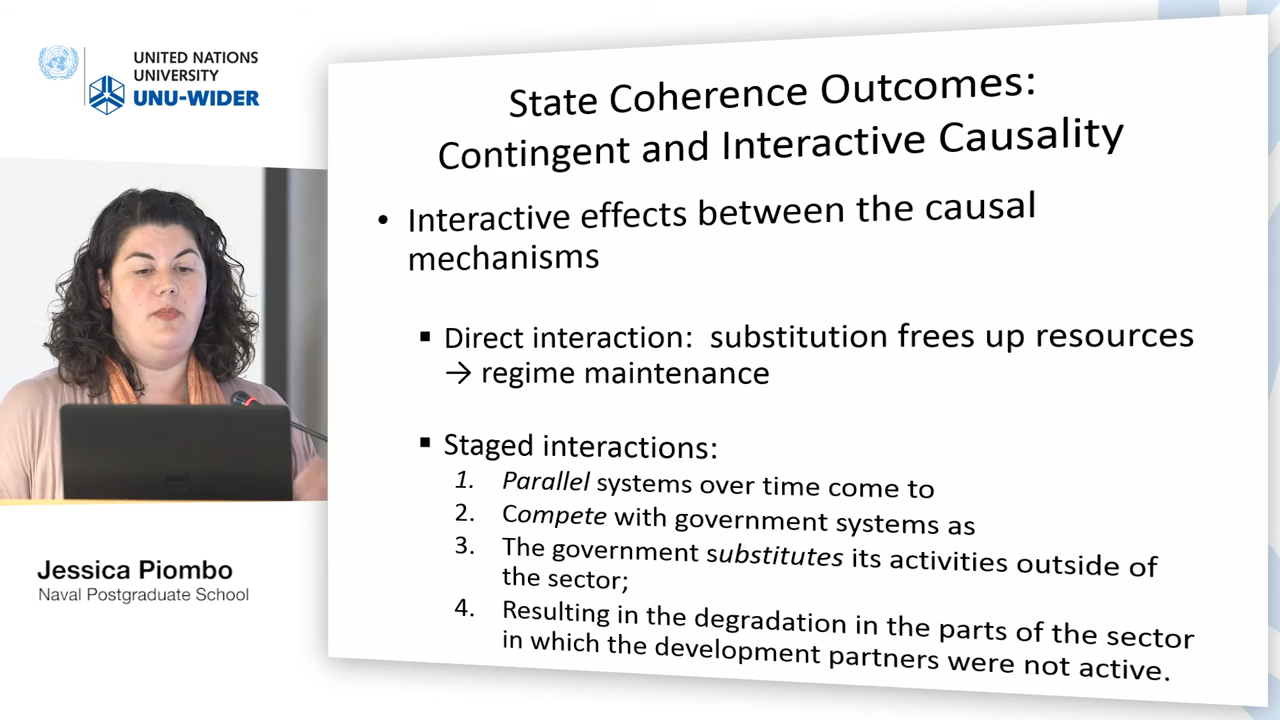 UNITED NATIONS
UNIVERSITY
UNU-WIDER
State Coherence Outcomes:
Contingent and Interactive Causality
• Interactive effects between the causal
mechanisms
▪ Direct interaction: substitution frees up resources
→ regime maintenance
▪ Staged interactions:
1. Parallel systems over time come to
2. Compete with government systems as
3. The government substitutes its activities outside of
the sector;
4. Resulting in the degradation in the parts of the sector
in which the development partners were not active.
Jessica Piombo
Naval Postgraduate School